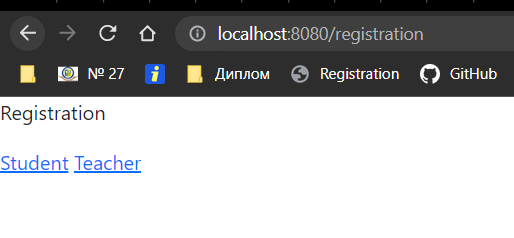 localhost:8080/registration
№ 27 Диплом Registration GitHub
Registration
Student Teacher